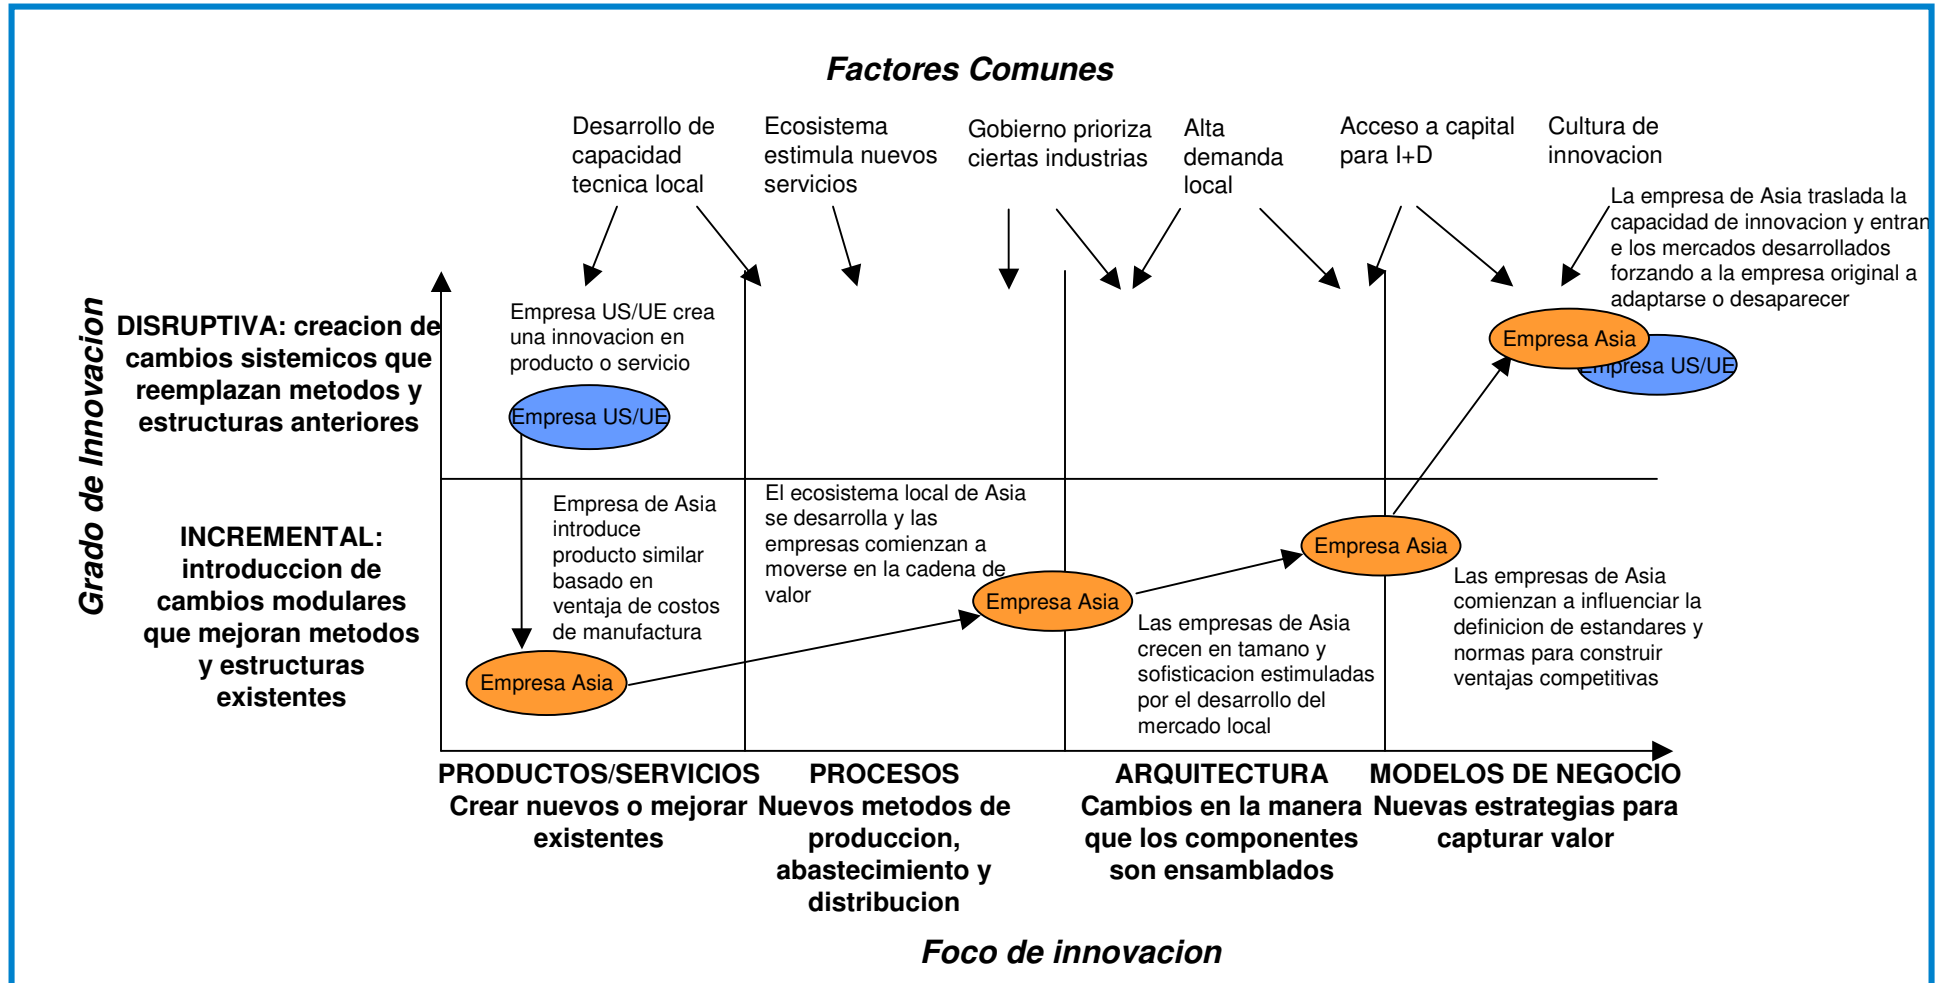 Factores Comunes
Desarrollo de
capacidad
tecnica local
Ecosistema
estimula nuevos
servicios
Gobierno prioriza
ciertas industrias
Alta
demanda
local
Acceso a capital
para I+D
Cultura de
innovacion
La empresa de Asia traslada la
capacidad de innovacion y entran
e los mercados desarrollados
forzando a la empresa original a
adaptarse o desaparecer
Grado de Innovacion
DISRUPTIVA: creacion de
cambios sistemicos que
reemplazan metodos y
estructuras anteriores
Empresa US/UE crea
una innovacion en
producto o servicio
Empresa US/UE
Empresa Asia
Empresa US/UE
INCREMENTAL:
introduccion de
cambios modulares
que mejoran metodos
y estructuras
existentes
Empresa de Asia
introduce
producto similar
basado en
ventaja de costos
de manufactura
Empresa Asia
El ecosistema local de Asia
se desarrolla y las
empresas comienzan a
moverse en la cadena de
valor
Empresa Asia
Las empresas de Asia
crecen en tamano y
sofisticacion estimuladas
por el desarrollo del
mercado local
Empresa Asia
Las empresas de Asia
comienzan a influenciar la
definicion de estandares y
normas para construir
ventajas competitivas
PRODUCTOS/SERVICIOS
Crear nuevos o mejorar
existentes
PROCESOS
Nuevos metodos de
produccion,
abastecimiento y
distribucion
ARQUITECTURA
Cambios en la manera
que los componentes
son ensamblados
MODELOS DE NEGOCIO
Nuevas estrategias para
capturar valor
Foco de innovacion